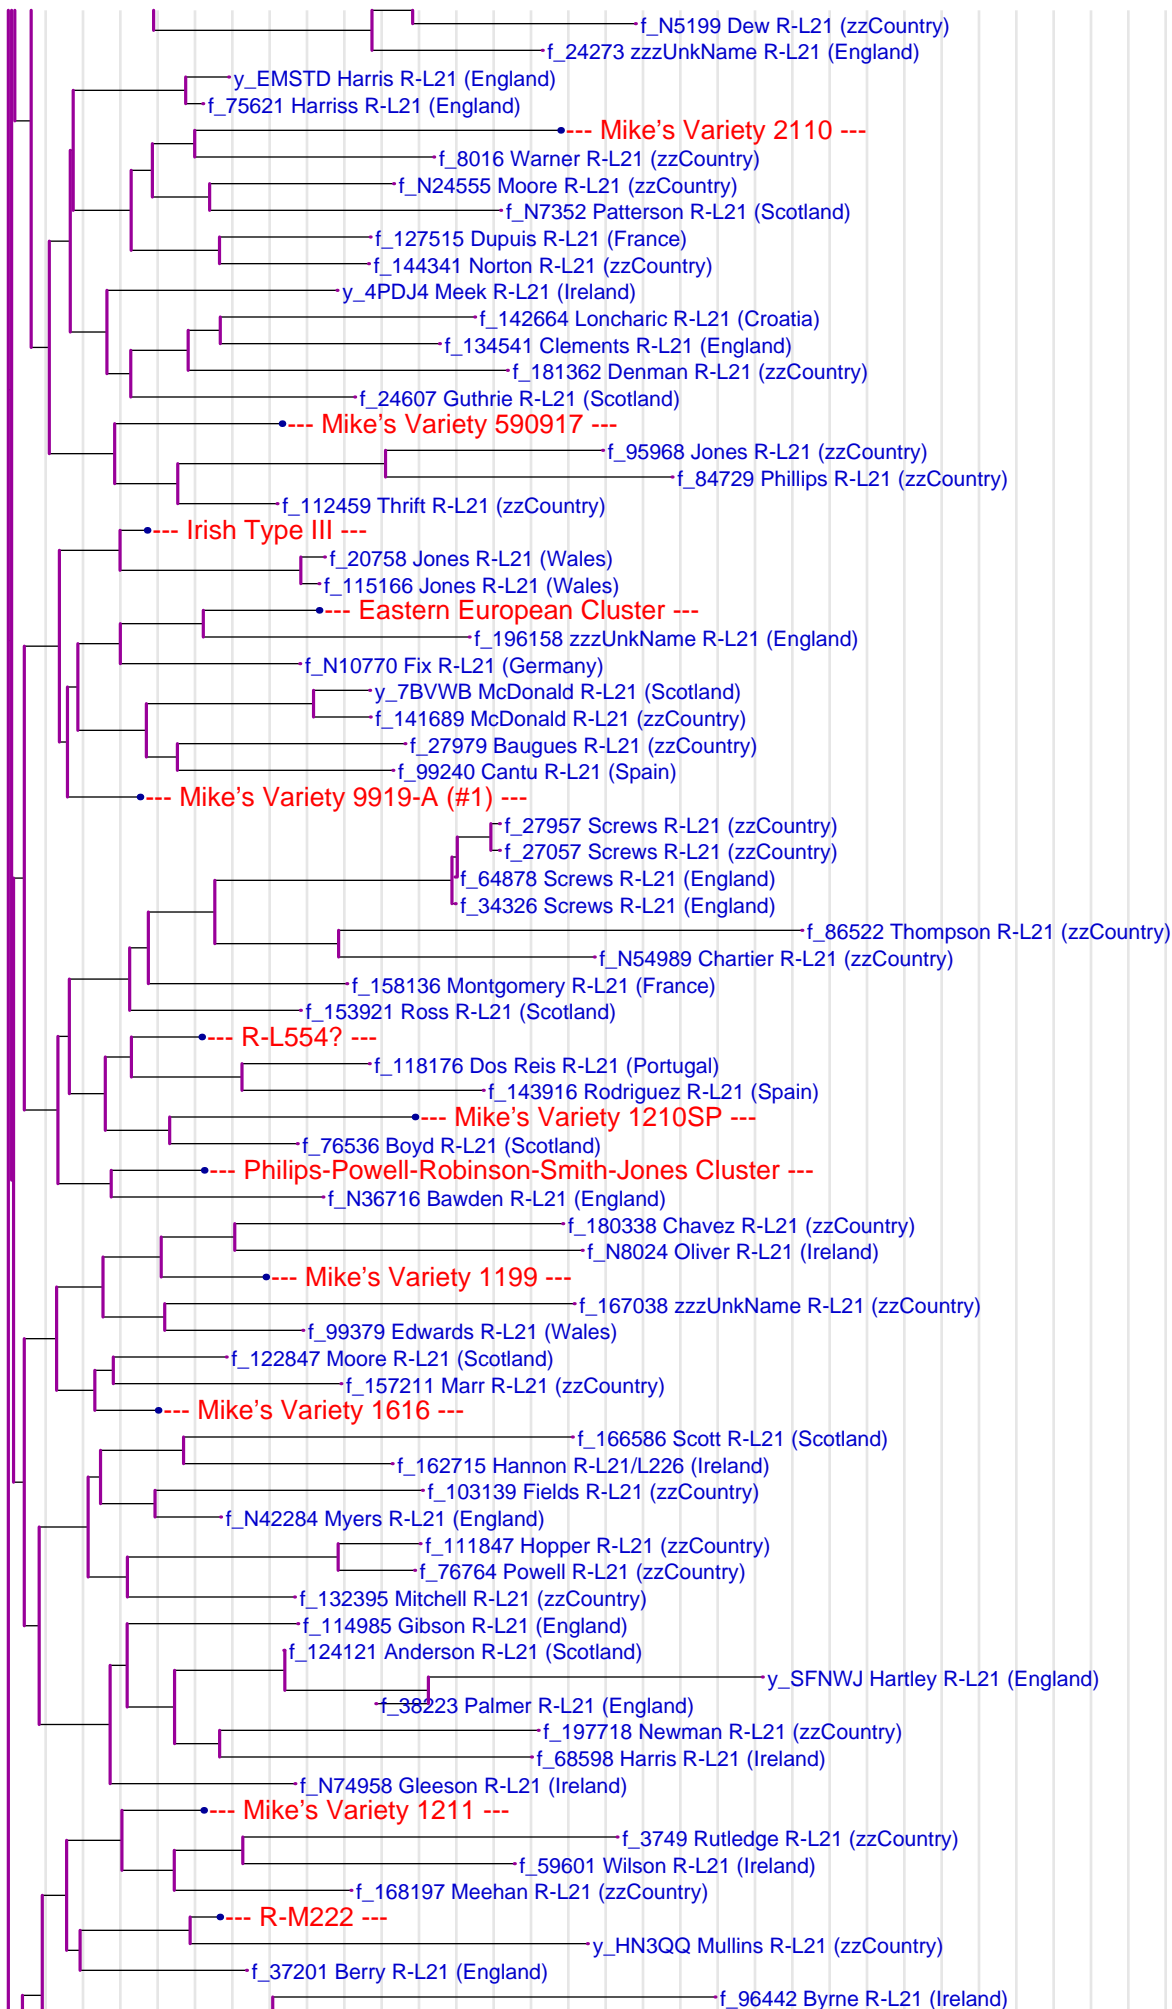 f_N5199 Dew R-L21 (zzCountry)
f_24273 zzzUnkName R-L21 (England)
y_EMSTD Harris R-L21 (England)
f_75621 Harriss R-L21 (England)
--- Mike's Variety 2110 ---
f_8016 Warner R-L21 (zzCountry)
f_N24555 Moore R-L21 (zzCountry)
f_N7352 Patterson R-L21 (Scotland)
f_127515 Dupuis R-L21 (France)
f_144341 Norton R-L21 (zzCountry)
y_4PDJ4 Meek R-L21 (Ireland)
f_142664 Loncharic R-L21 (Croatia)
f_134541 Clements R-L21 (England)
f_181362 Denman R-L21 (zzCountry)
f_24607 Guthrie R-L21 (Scotland)
--- Mike's Variety 590917 ---
f_95968 Jones R-L21 (zzCountry)
f_84729 Phillips R-L21 (zzCountry)
f_112459 Thrift R-L21 (zzCountry)
--- Irish Type III ---
f_20758 Jones R-L21 (Wales)
f_115166 Jones R-L21 (Wales)
--- Eastern European Cluster ---
f_196158 zzzUnkName R-L21 (England)
f_N10770 Fix R-L21 (Germany)
y_7BVWB McDonald R-L21 (Scotland)
f_141689 McDonald R-L21 (zzCountry)
f_27979 Baugues R-L21 (zzCountry)
f_99240 Cantu R-L21 (Spain)
--- Mike's Variety 9919-A (#1) ---
f_27957 Screws R-L21 (zzCountry)
f_27057 Screws R-L21 (zzCountry)
f_64878 Screws R-L21 (England)
f_34326 Screws R-L21 (England)
f_86522 Thompson R-L21 (zzCountry)
f_N54989 Chartier R-L21 (zzCountry)
f_158136 Montgomery R-L21 (France)
f_153921 Ross R-L21 (Scotland)
--- R-L554? ---
f_118176 Dos Reis R-L21 (Portugal)
f_143916 Rodriguez R-L21 (Spain)
--- Mike's Variety 1210SP ---
f_76536 Boyd R-L21 (Scotland)
--- Philips-Powell-Robinson-Smith-Jones Cluster ---
f_N36716 Bawden R-L21 (England)
f_180338 Chavez R-L21 (zzCountry)
f_N8024 Oliver R-L21 (Ireland)
--- Mike's Variety 1199 ---
f_167038 zzzUnkName R-L21 (zzCountry)
f_99379 Edwards R-L21 (Wales)
f_122847 Moore R-L21 (Scotland)
f_157211 Marr R-L21 (zzCountry)
--- Mike's Variety 1616 ---
f_166586 Scott R-L21 (Scotland)
f_162715 Hannon R-L21/L226 (Ireland)
f_103139 Fields R-L21 (zzCountry)
f_N42284 Myers R-L21 (England)
f_111847 Hopper R-L21 (zzCountry)
f_76764 Powell R-L21 (zzCountry)
f_132395 Mitchell R-L21 (zzCountry)
f_114985 Gibson R-L21 (England)
f_124121 Anderson R-L21 (Scotland)
y_SFNWJ Hartley R-L21 (England)
f_38223 Palmer R-L21 (England)
f_197718 Newman R-L21 (zzCountry)
f_68598 Harris R-L21 (Ireland)
f_N74958 Gleeson R-L21 (Ireland)
--- Mike's Variety 1211 ---
f_3749 Rutledge R-L21 (zzCountry)
f_59601 Wilson R-L21 (Ireland)
f_168197 Meehan R-L21 (zzCountry)
--- R-M222 ---
y_HN3QQ Mullins R-L21 (zzCountry)
f_37201 Berry R-L21 (England)
f_96442 Byrne R-L21 (Ireland)